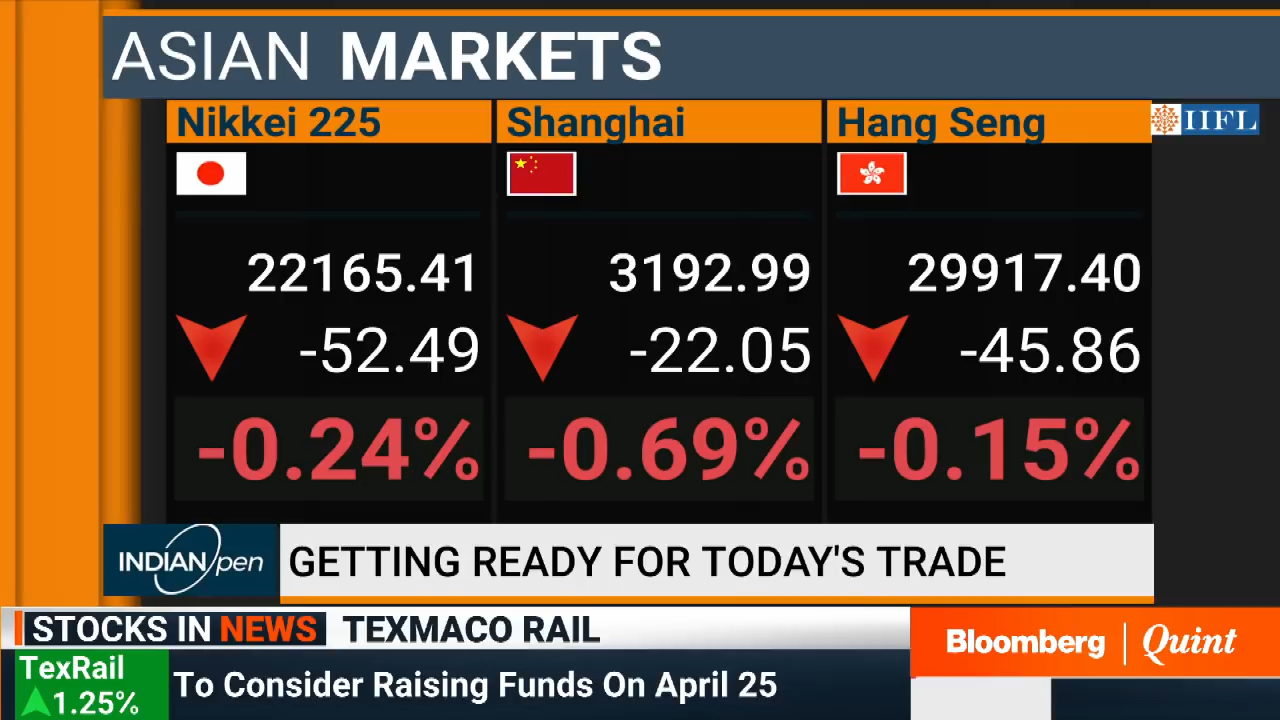 ASIAN MARKETS
Nikkei 225 Shanghai Hang Seng
IIFL
22165.41 3192.99 29917.40
-52.49 -22.05 -45.86
-0.24% -0.69% -0.15%
INDIAN Open GETTING READY FOR TODAY'S TRADE
STOCKS IN NEWS TEXMACO RAIL
Bloomberg | Quint
TexRail
1.25%
To Consider Raising Funds On April 25